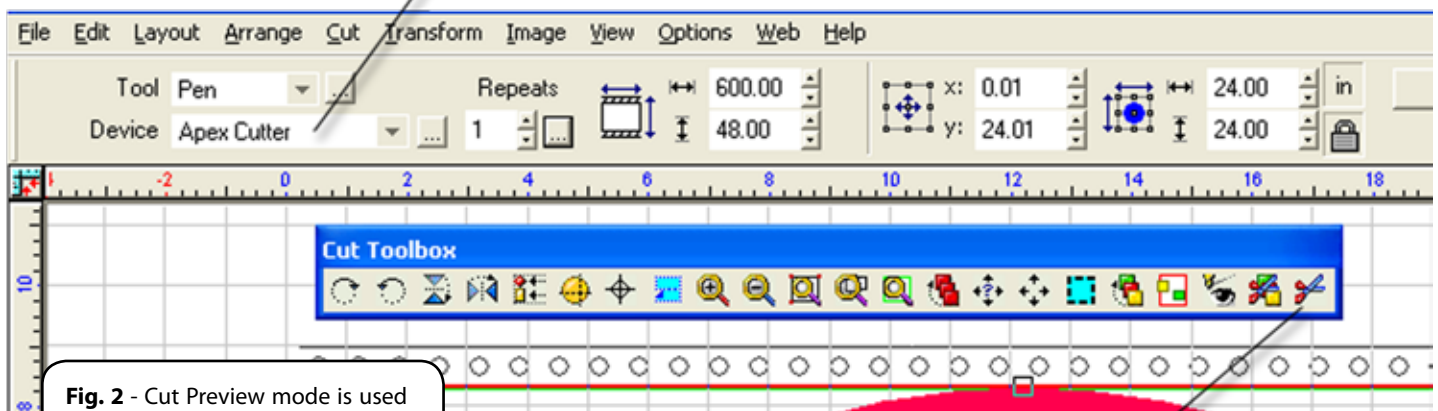 File Edit Layout Arrange Cut Transform Image View Options Web Help
Tool Pen ... Repeats 600.00 x: 0.01 24.00 in
Device Apex Cutter ... 1 ... 48.00 y: 24.01 24.00
-2 0 2 4 6 8 10 12 14 16 18
Cut Toolbox
10
8
Fig. 2 - Cut Preview mode is used